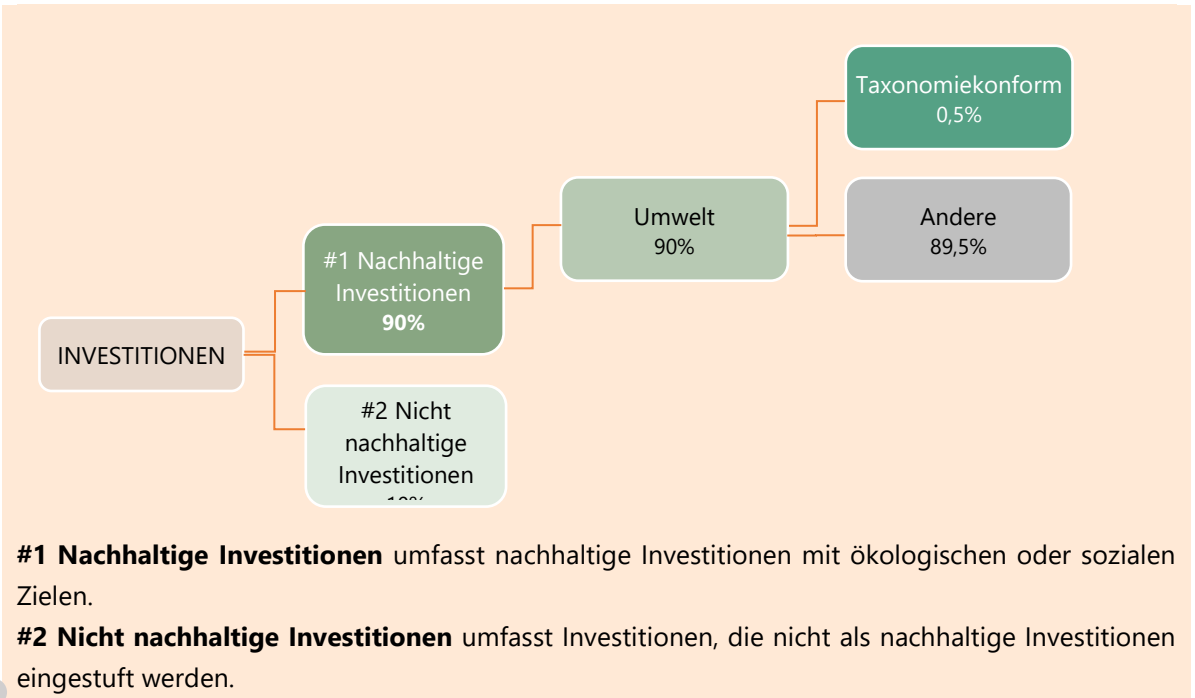 Taxonomiekonform
0,5%
Umwelt
90%
Andere
89,5%
#1 Nachhaltige
Investitionen
90%
INVESTITIONEN
#2 Nicht
nachhaltige
Investitionen
#1 Nachhaltige Investitionen umfasst nachhaltige Investitionen mit ökologischen oder sozialen
Zielen.
#2 Nicht nachhaltige Investitionen umfasst Investitionen, die nicht als nachhaltige Investitionen
eingestuft werden.